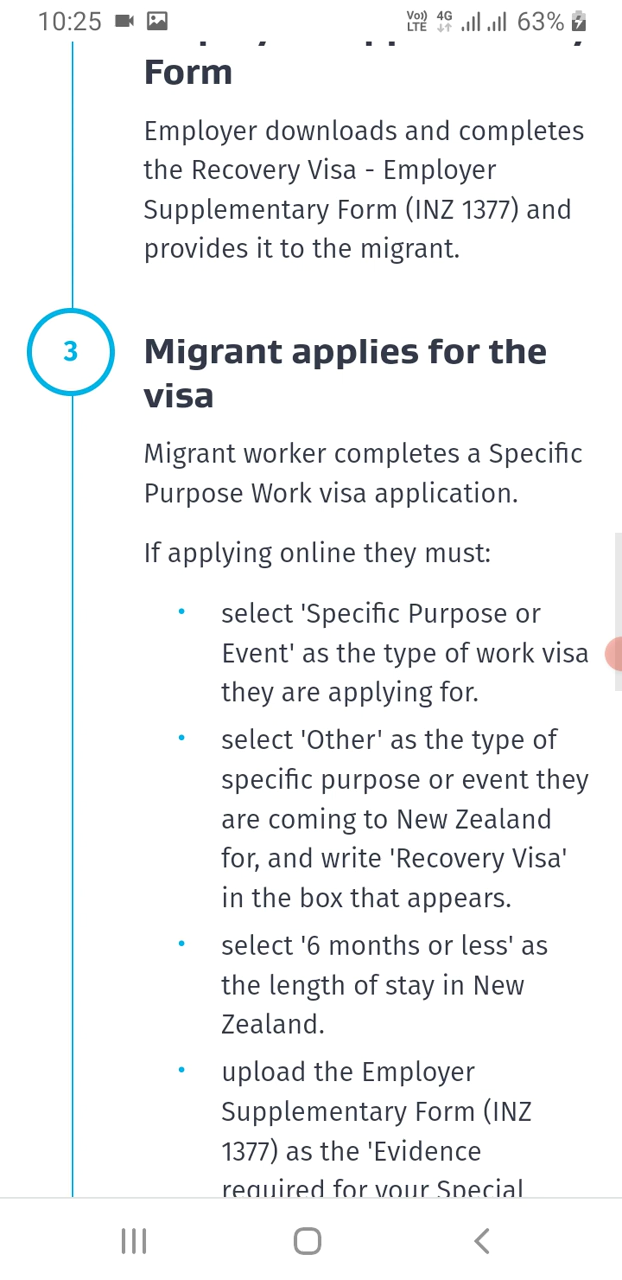 10:25 Vo)) LTE 4G 63%
Form
Employer downloads and completes
the Recovery Visa - Employer
Supplementary Form (INZ 1377) and
provides it to the migrant.
3
Migrant applies for the
visa
Migrant worker completes a Specific
Purpose Work visa application.
If applying online they must:
• select 'Specific Purpose or
Event' as the type of work visa
they are applying for.
• select 'Other' as the type of
specific purpose or event they
are coming to New Zealand
for, and write 'Recovery Visa'
in the box that appears.
• select '6 months or less' as
the length of stay in New
Zealand.
• upload the Employer
Supplementary Form (INZ
1377) as the 'Evidence
required for your Special